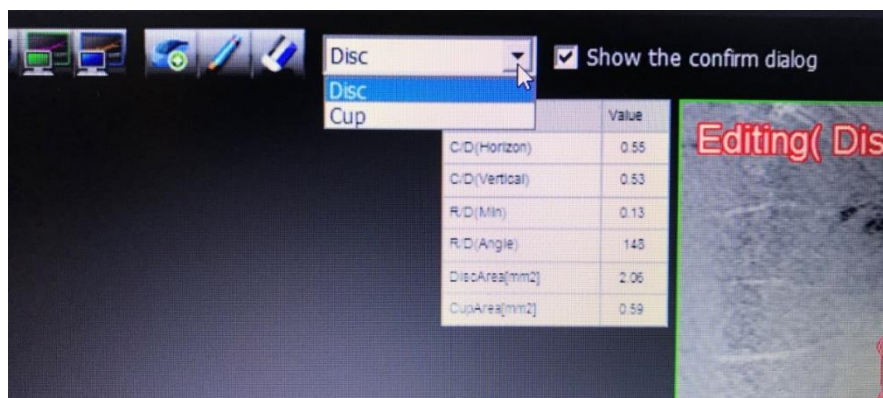 Disc
Show the confirm dialog
Disc
Cup
Value
C/D(Horizon) 0.55
C/D(Vertical) 0.53
R/D(Min) 0.13
R/D(Angle) 148
DiscArea[mm2] 2.06
CupArea[mm2] 0.59
Editing( Dis